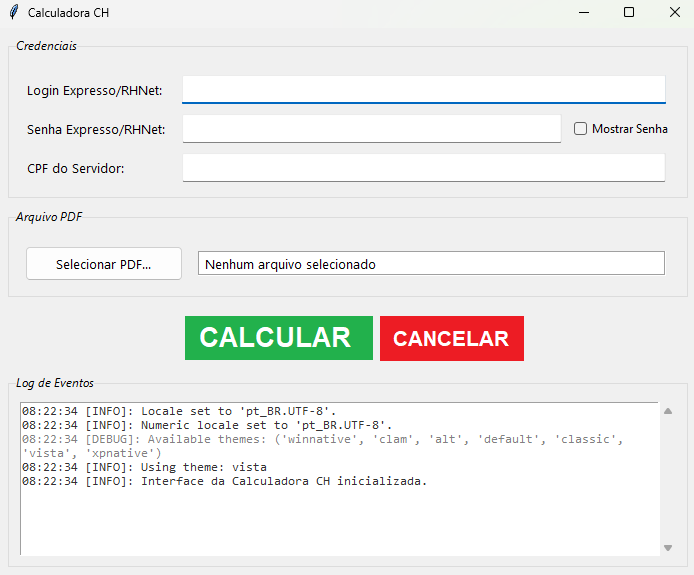 Calculadora CH
Credenciais
Login Expresso/RHNet:
Senha Expresso/RHNet:
Mostrar Senha
CPF do Servidor:
Arquivo PDF
Selecionar PDF...
Nenhum arquivo selecionado
CALCULAR
CANCELAR
Log de Eventos
08:22:34 [INFO]: Locale set to 'pt_BR.UTF-8'.
08:22:34 [INFO]: Numeric locale set to 'pt_BR.UTF-8'.
08:22:34 [DEBUG]: Available themes: ('winnative', 'clam', 'alt', 'default', 'classic',
'vista', 'xpnative')
08:22:34 [INFO]: Using theme: vista
08:22:34 [INFO]: Interface da Calculadora CH inicializada.